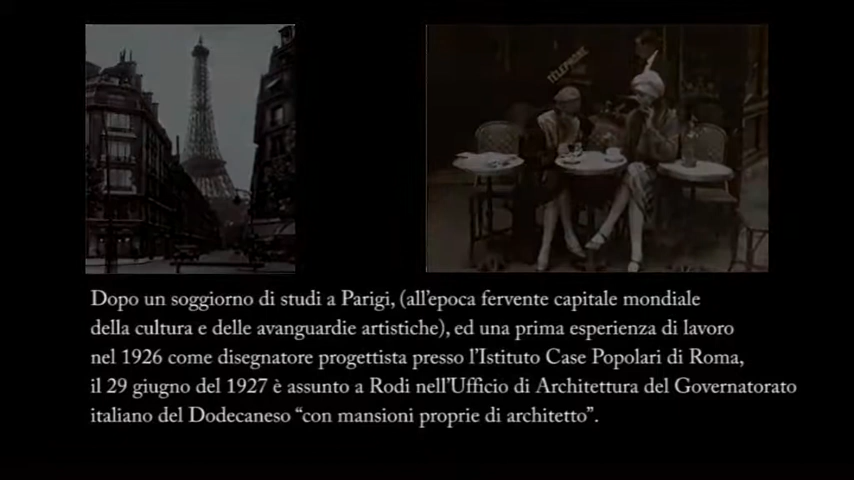 TÉLÉPHONE
Dopo un soggiorno di studi a Parigi, (all’epoca fervente capitale mondiale
della cultura e delle avanguardie artistiche), ed una prima esperienza di lavoro
nel 1926 come disegnatore progettista presso l’Istituto Case Popolari di Roma,
il 29 giugno del 1927 è assunto a Rodi nell’Ufficio di Architettura del Governatorato
italiano del Dodecaneso “con mansioni proprie di architetto”.